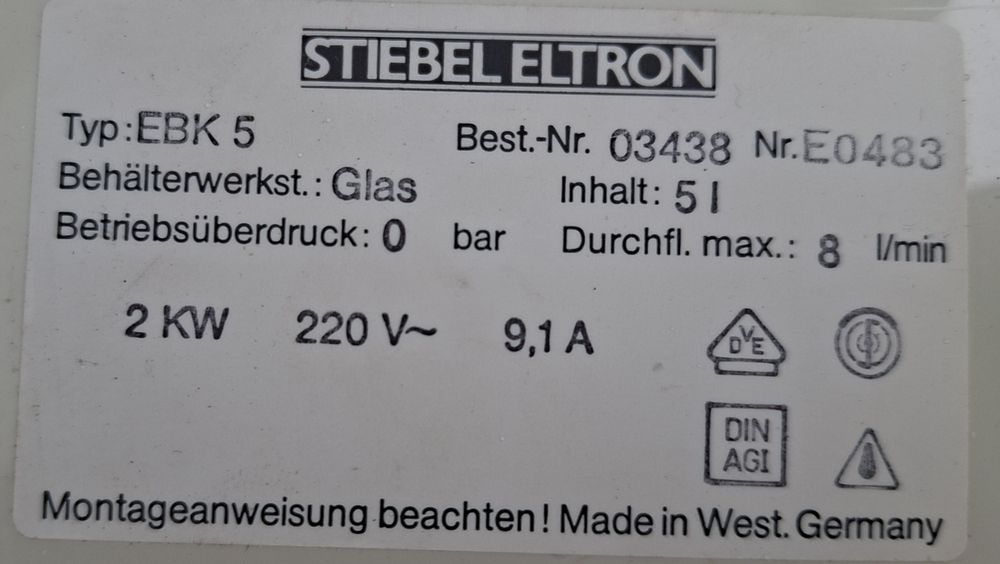 STIEBEL ELTRON
Typ: EBK 5 Best.-Nr. 03438 Nr. E0483
Behälterwerkst.: Glas Inhalt: 5 l
Betriebsüberdruck: 0 bar Durchfl. max.: 8 l/min
2 KW 220 V~ 9,1 A
DVE
DIN
AGI
Montageanweisung beachten! Made in West. Germany